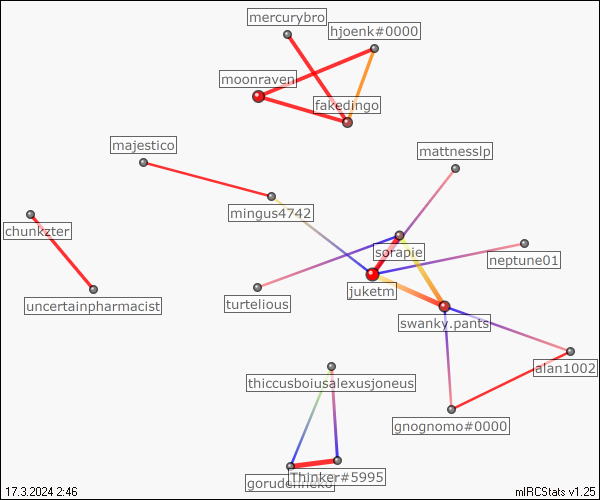 mercurybro
hjoenk#0000
moonraven
fakedingo
majestico
mattnesslp
mingus4742
chunkzter
sorapie
neptune01
juketm
uncertainpharmacist
turtelious
swanky.pants
alan1002
thiccusboiusalexusjoneus
gnognomo#0000
Thinker#5995
17.3.2024 2:46
mIRCStats v1.25